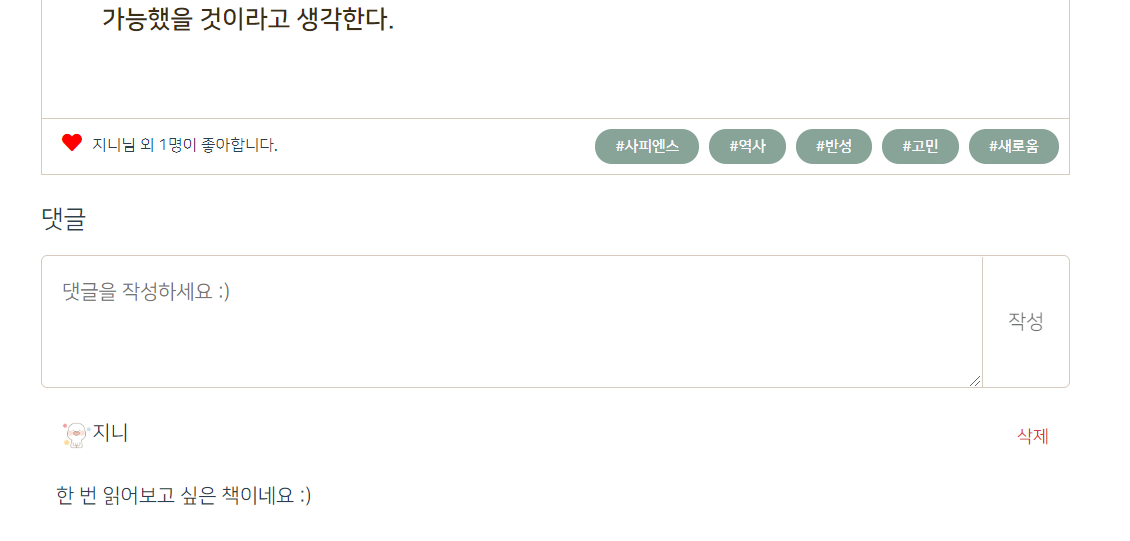 가능했을 것이라고 생각한다.
지니님 외 1명이 좋아합니다.
#사피엔스 #역사 #반성 #고민 #새로움
댓글
댓글을 작성하세요 :)
작성
지니
삭제
한 번 읽어보고 싶은 책이네요 :)